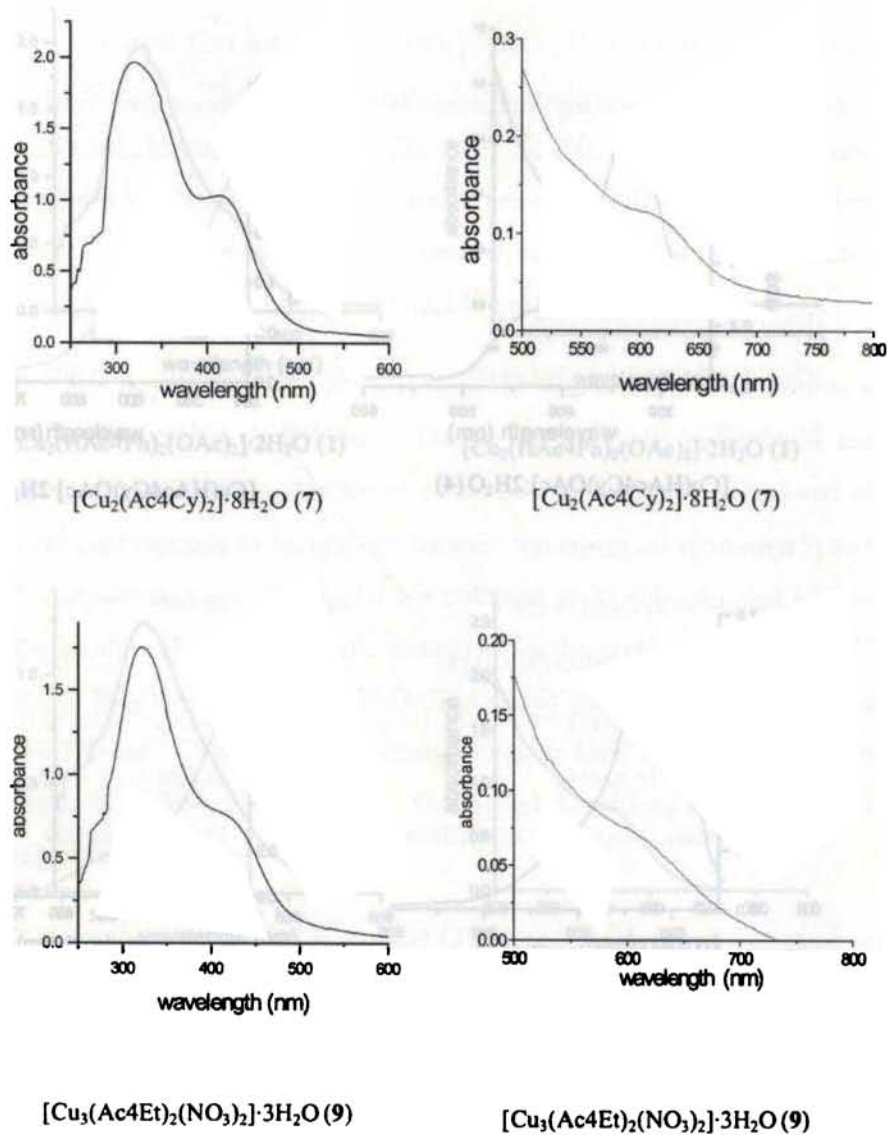 2.0
1.5
1.0
0.5
0.0
absorbance
300 400 500 600
wavelength (nm)
0.3
0.2
0.1
0.0
absorbance
500 550 600 650 700 750 800
wavelength (nm)
[Cu₂(Ac4Cy)₂]·8H₂O (7)
[Cu₂(Ac4Cy)₂]·8H₂O (7)
1.5
1.0
0.5
0.0
absorbance
300 400 500 600
wavelength (nm)
0.20
0.15
0.10
0.05
0.00
absorbance
500 600 700 800
wavelength (nm)
[Cu₃(Ac4Et)₂(NO₃)₂]·3H₂O (9)
[Cu₃(Ac4Et)₂(NO₃)₂]·3H₂O (9)